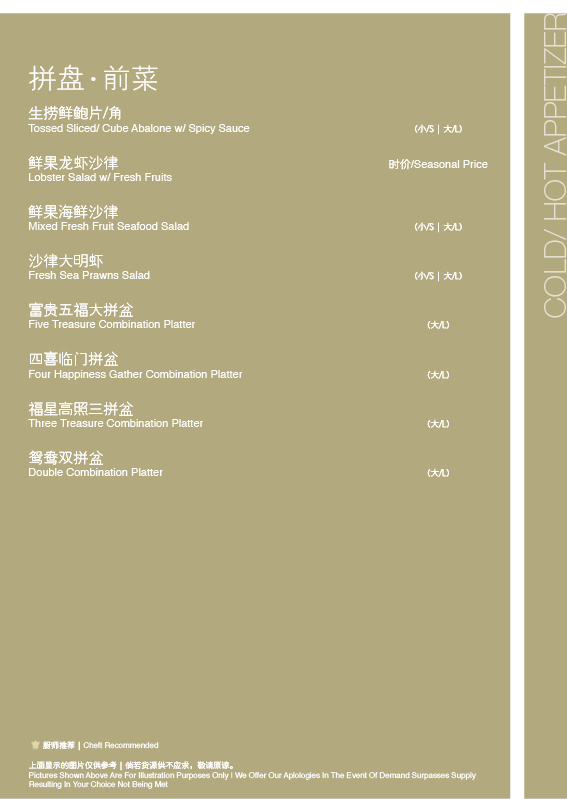 拼盘·前菜
生捞鲜鲍片/角
Tossed Sliced/ Cube Abalone w/ Spicy Sauce
(小/S | 大/L)
鲜果龙虾沙律
时价/Seasonal Price
Lobster Salad w/ Fresh Fruits
鲜果海鲜沙律
Mixed Fresh Fruit Seafood Salad
(小/S | 大/L)
沙律大明虾
Fresh Sea Prawns Salad
(小/S | 大/L)
富贵五福大拼盆
Five Treasure Combination Platter
(大/L)
四喜临门拼盆
Four Happiness Gather Combination Platter
(大/L)
福星高照三拼盆
Three Treasure Combination Platter
(大/L)
鸳鸯双拼盆
Double Combination Platter
(大/L)
厨师推荐 | Cheft Recommended
上面显示的图片仅供参考 | 倘若货源供不应求，敬请原谅。
Pictures Shown Above Are For Illustration Purposes Only | We Offer Our Aplologies In The Event Of Demand Surpasses Supply
Resulting In Your Choice Not Being Met
COLD/ HOT APPETIZER